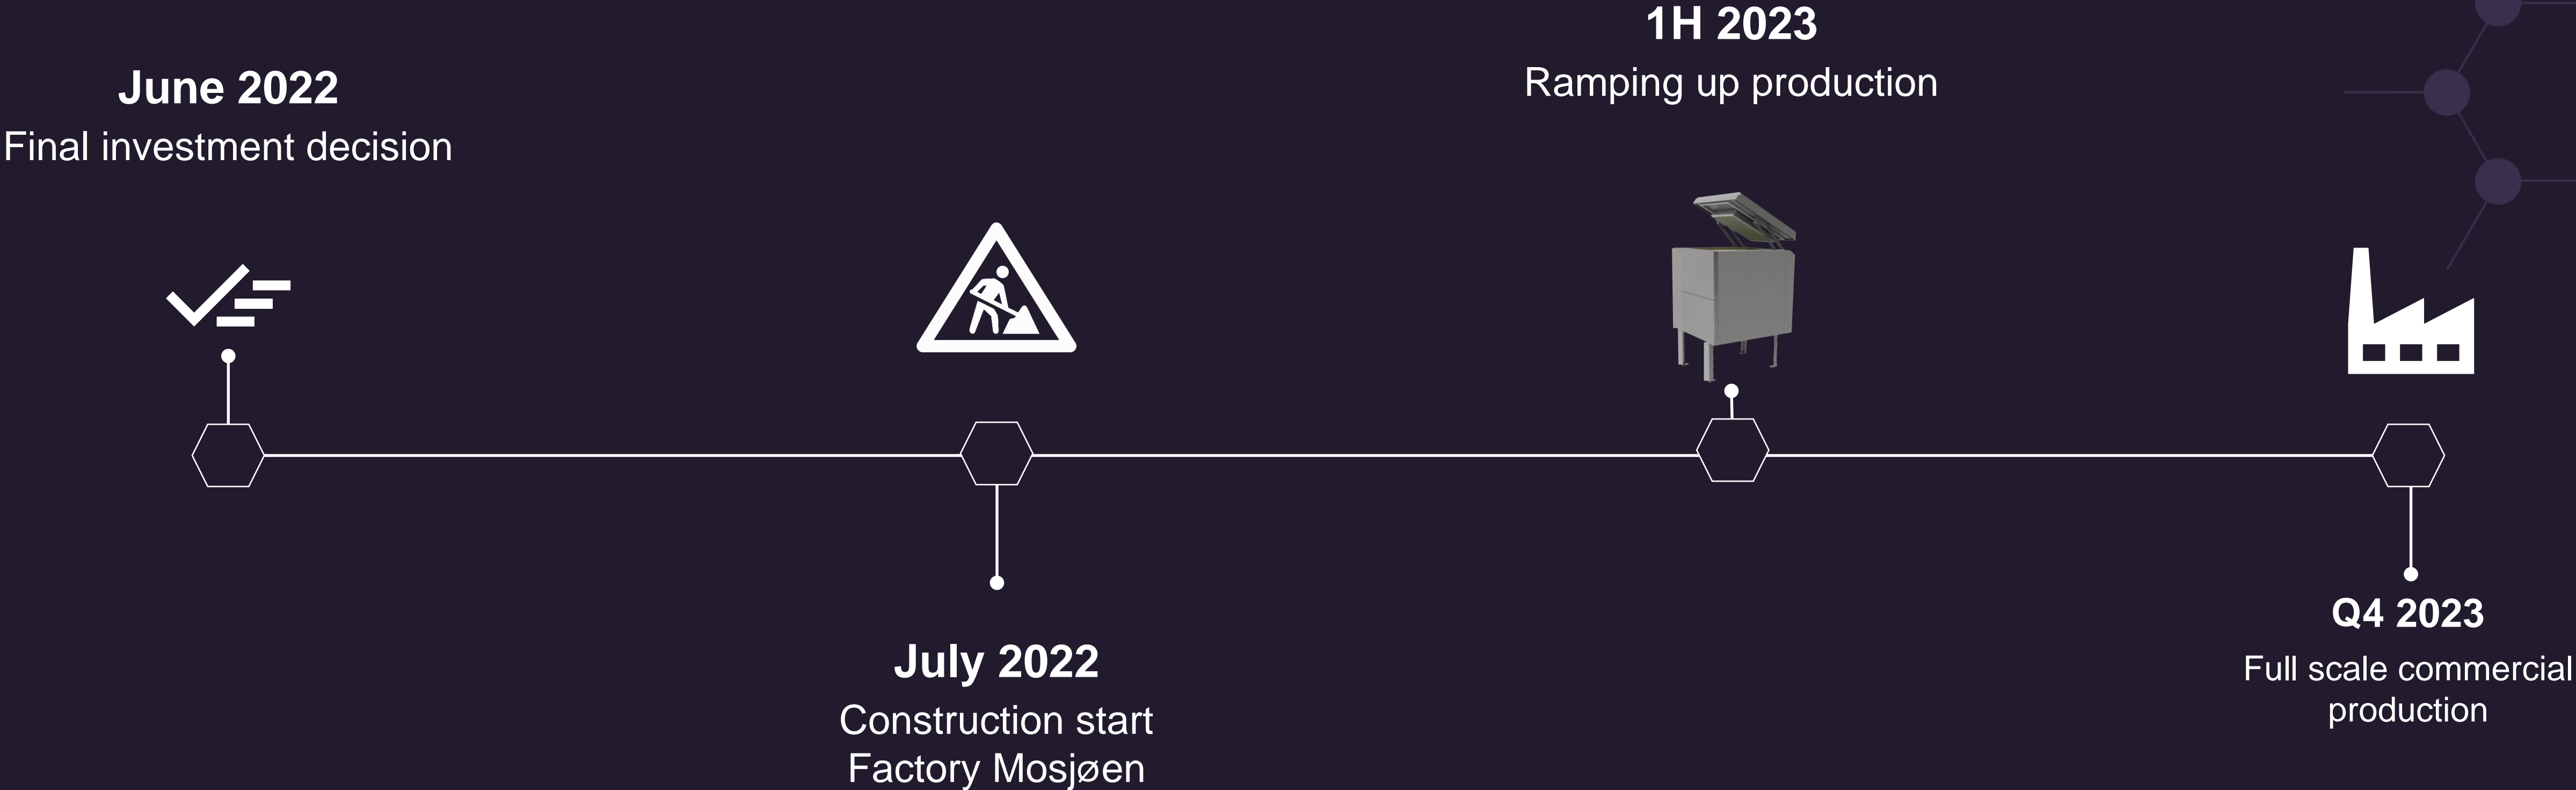 June 2022
Final investment decision
July 2022
Construction start
Factory Mosjøen
1H 2023
Ramping up production
Q4 2023
Full scale commercial
production